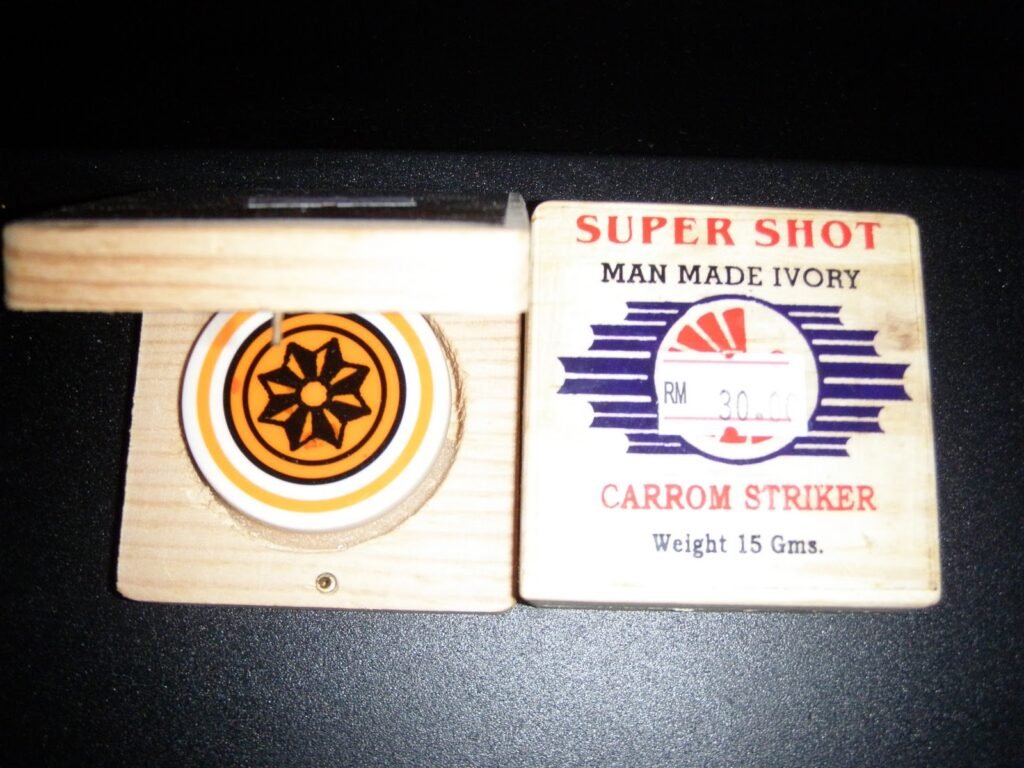 SUPER SHOT
MAN MADE IVORY
RM 30.00
CARROM STRIKER
Weight 15 Gms.